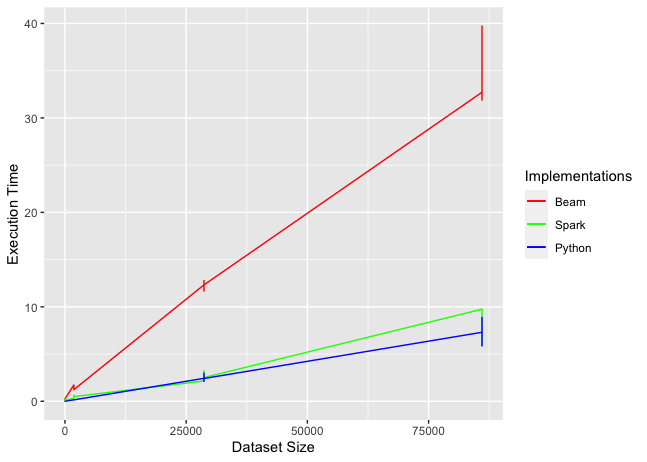 40
30
20
10
0
Execution Time
0
25000
50000
75000
Dataset Size
Implementations
Beam
Spark
Python